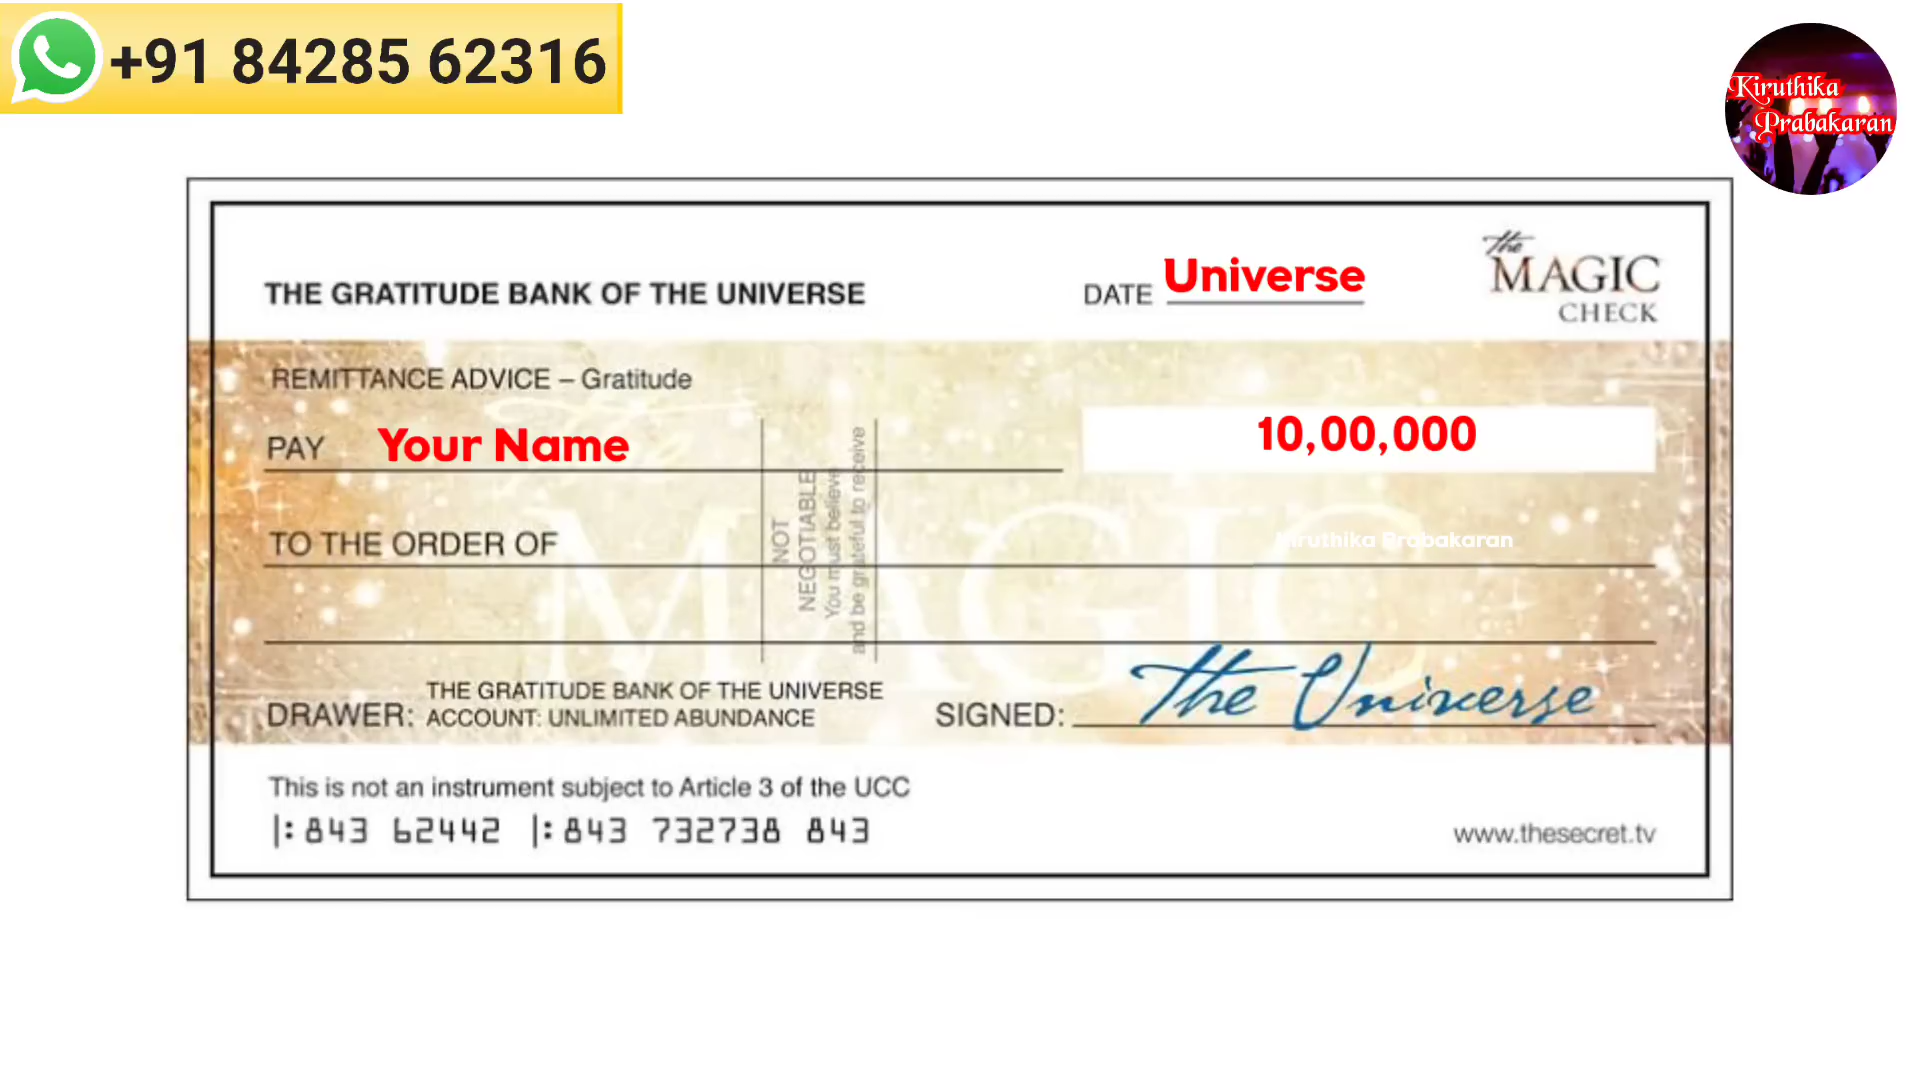 +91 84285 62316
Kiruthika
Prabakaran
the
MAGIC
CHECK
THE GRATITUDE BANK OF THE UNIVERSE
DATE Universe
REMITTANCE ADVICE – Gratitude
PAY Your Name
10,00,000
NOT
NEGOTIABLE
You must believe
and be grateful to receive
TO THE ORDER OF
Kiruthika Prabakaran
MAGIC
THE GRATITUDE BANK OF THE UNIVERSE
DRAWER: ACCOUNT: UNLIMITED ABUNDANCE
SIGNED: The Universe
This is not an instrument subject to Article 3 of the UCC
|:843 62442 |:843 732738 843
www.thesecret.tv